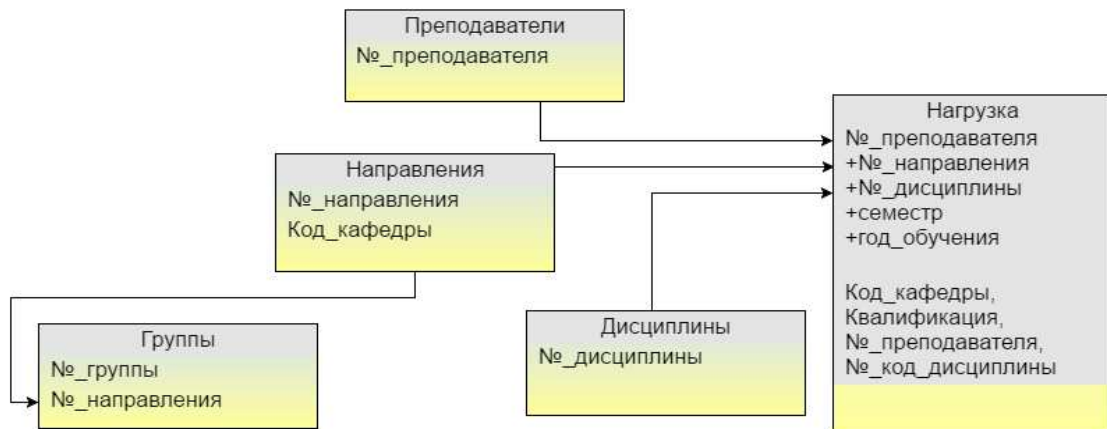 Преподаватели
№_преподавателя
Направления
№_направления
Код_кафедры
Группы
№_группы
№_направления
Дисциплины
№_дисциплины
Нагрузка
№_преподавателя
+№_направления
+№_дисциплины
+семестр
+год_обучения
Код_кафедры,
Квалификация,
№_преподавателя,
№_код_дисциплины